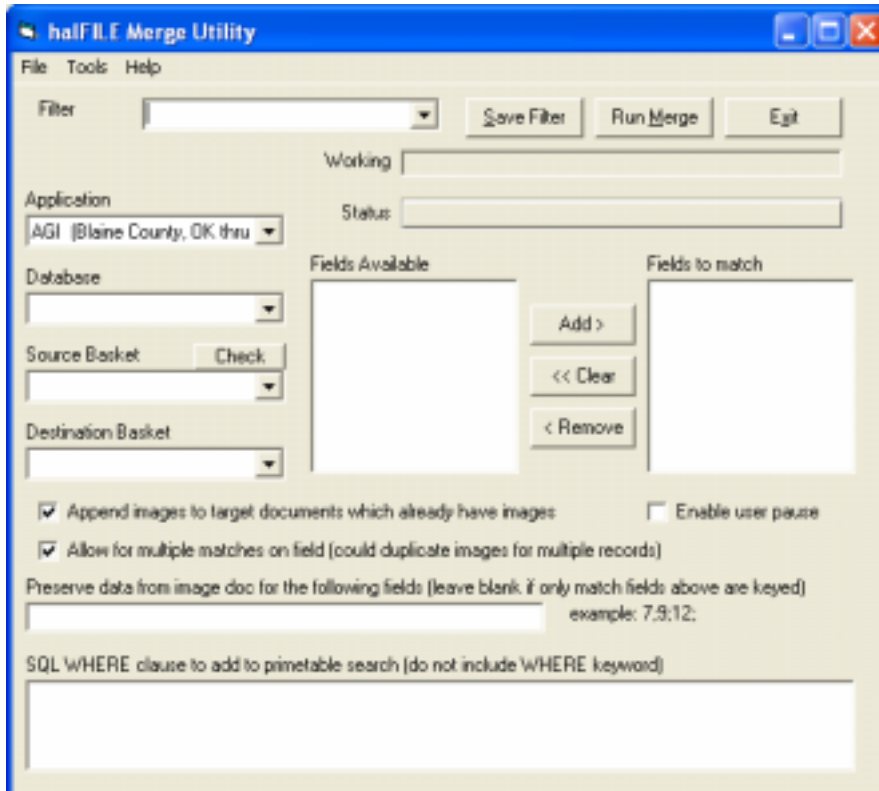 halFILE Merge Utility
File Tools Help
Filter
Save Filter
Run Merge
Exit
Working
Application
Status
AGI (Blaine County, OK thru
Fields Available
Fields to match
Database
Add >
Source Basket
Check
<< Clear
Destination Basket
< Remove
Append images to target documents which already have images
Enable user pause
Allow for multiple matches on field (could duplicate images for multiple records)
Preserve data from image doc for the following fields (leave blank if only match fields above are keyed)
example: 7;9;12;
SQL WHERE clause to add to primetable search (do not include WHERE keyword)